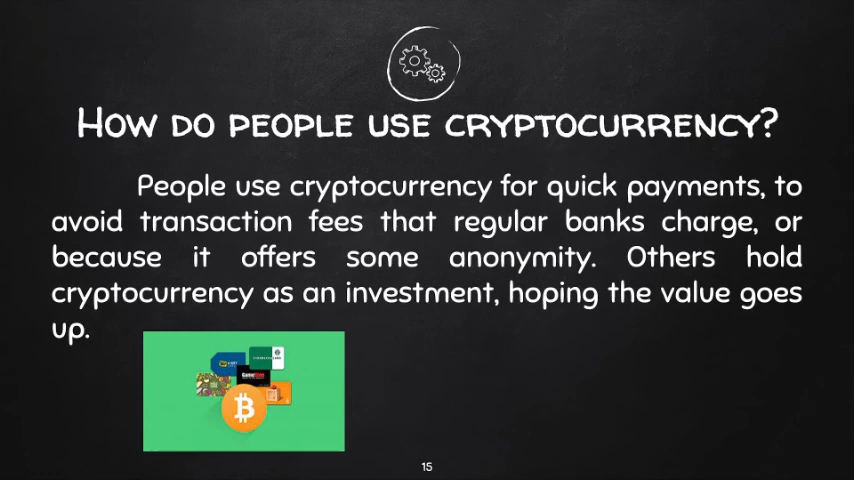 How do people use cryptocurrency?
People use cryptocurrency for quick payments, to
avoid transaction fees that regular banks charge, or
because it offers some anonymity. Others hold
cryptocurrency as an investment, hoping the value goes
up.
GameStop
15